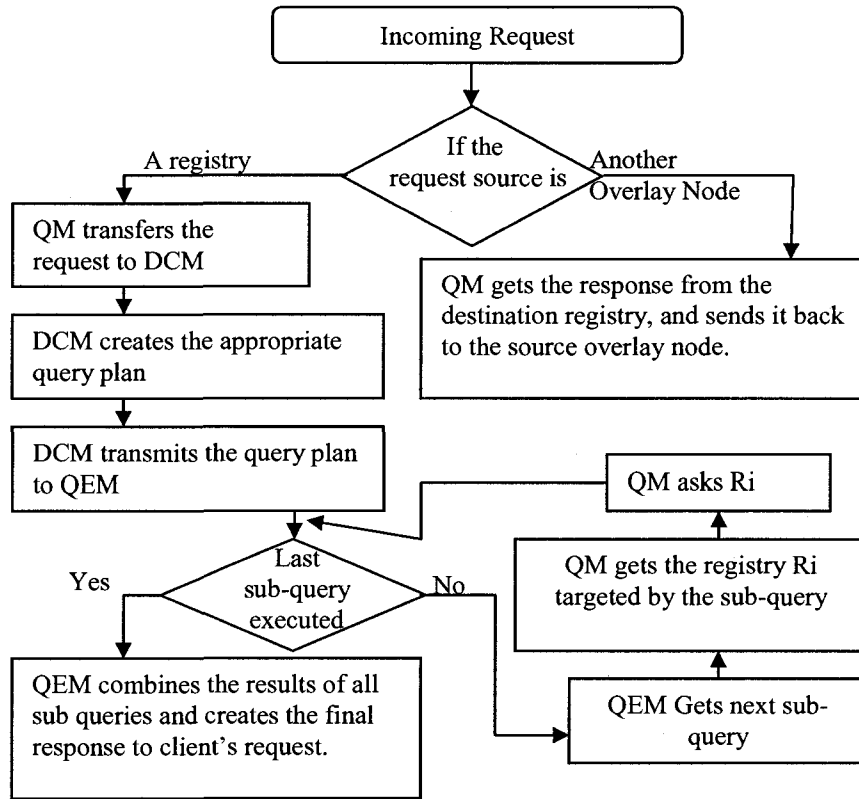 Incoming Request
If the
request source is
A registry
Another
Overlay Node
QM transfers the
request to DCM
QM gets the response from the
destination registry, and sends it back
to the source overlay node.
DCM creates the appropriate
query plan
DCM transmits the query plan
to QEM
QM asks Ri
Last
sub-query
executed
Yes
No
QM gets the registry Ri
targeted by the sub-query
QEM combines the results of all
sub queries and creates the final
response to client's request.
QEM Gets next sub-
query